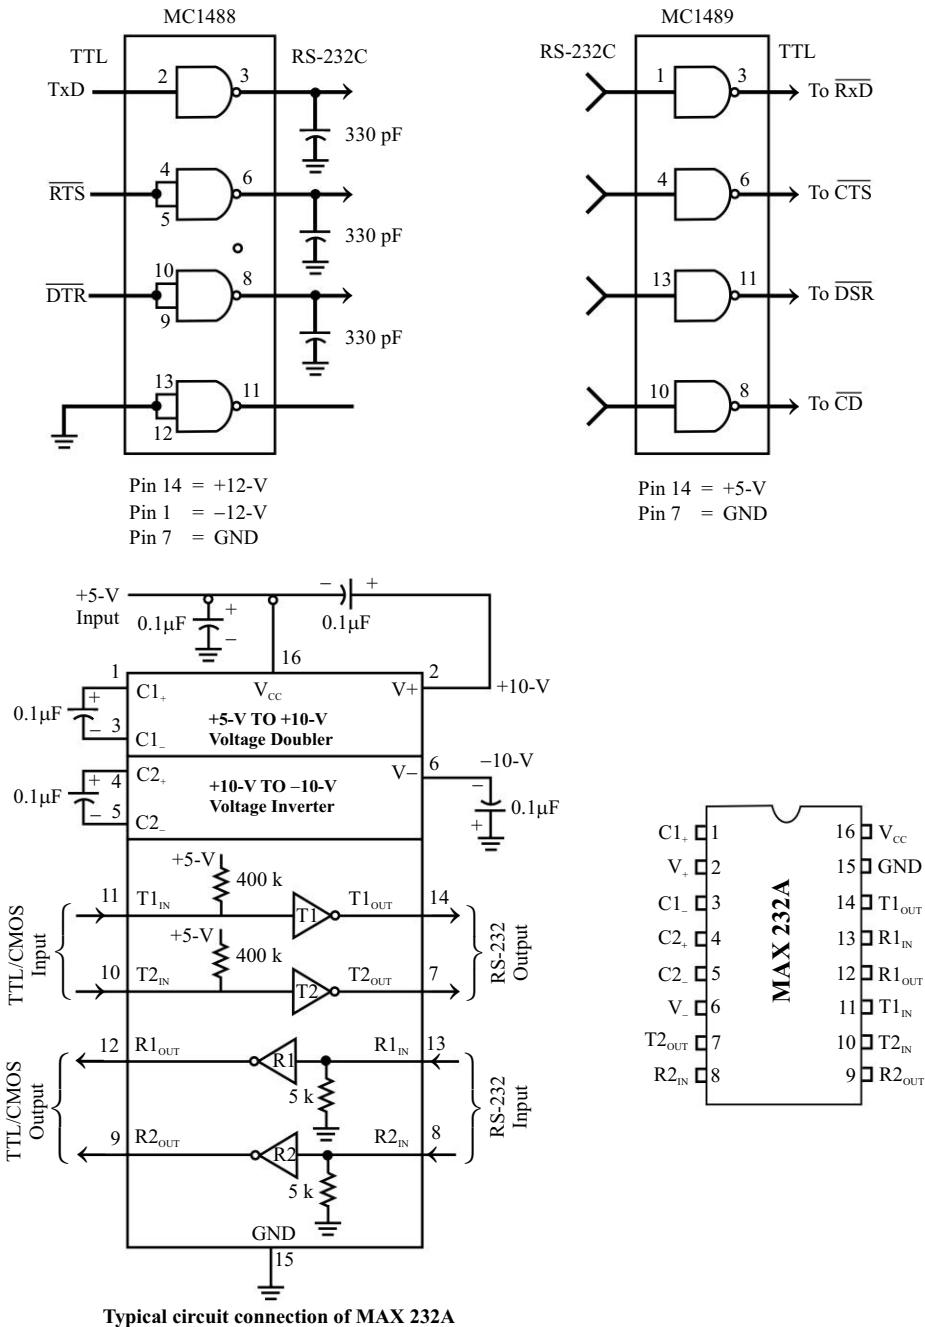 MC1488
TTL
RS-232C
TxD
2
3
330 pF
RTS
4
5
6
330 pF
DTR
10
9
8
330 pF
13
12
11
Pin 14 = +12-V
Pin 1 = –12-V
Pin 7 = GND
MC1489
RS-232C
TTL
1
3
To RxD
4
6
To CTS
13
11
To DSR
10
8
To CD
Pin 14 = +5-V
Pin 7 = GND
+5-V
Input
0.1µF
+
–
– +
0.1µF
16
1
2
C1+
VCC
V+
+10-V
0.1µF
+
–
3
C1–
+5-V TO +10-V
Voltage Doubler
C2+
4
+10-V TO –10-V
Voltage Inverter
V–
6
–10-V
0.1µF
+
–
5
C2–
–
+
0.1µF
+5-V
400 k
11
T1IN
T1
T1OUT
14
+5-V
400 k
10
T2IN
T2
T2OUT
7
TTL/CMOS
Input
RS-232
Output
12
R1OUT
R1
R1IN
13
5 k
9
R2OUT
R2
R2IN
8
5 k
TTL/CMOS
Output
RS-232
Input
GND
15
Typical circuit connection of MAX 232A
MAX 232A
C1+ 1
V+ 2
C1– 3
C2+ 4
C2– 5
V– 6
T2OUT 7
R2IN 8
16 VCC
15 GND
14 T1OUT
13 R1IN
12 R1OUT
11 T1IN
10 T2IN
9 R2OUT